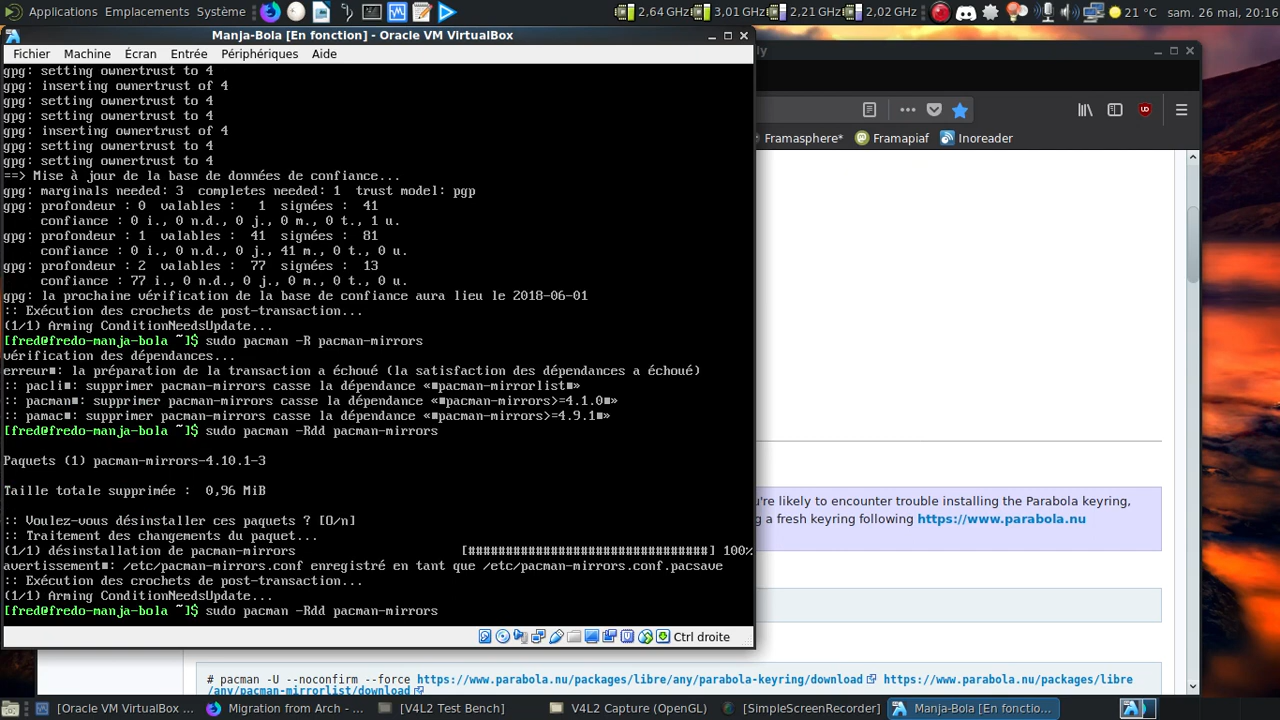 Applications Emplacements Système
2,64 GHz 3,01 GHz 2,21 GHz 2,02 GHz
21 °C sam. 26 mai, 20:16
Manja-Bola [En fonction] - Oracle VM VirtualBox
Fichier Machine Écran Entrée Périphériques Aide
gpg: setting ownertrust to 4
gpg: inserting ownertrust of 4
gpg: setting ownertrust to 4
gpg: setting ownertrust to 4
gpg: inserting ownertrust of 4
gpg: setting ownertrust to 4
gpg: setting ownertrust to 4
==> Mise à jour de la base de données de confiance...
gpg: marginals needed: 3  completes needed: 1  trust model: pgp
gpg: profondeur : 0  valables :   1  signées :  41
     confiance : 0 i., 0 n.d., 0 j., 0 m., 0 t., 1 u.
gpg: profondeur : 1  valables :  41  signées :  81
     confiance : 0 i., 0 n.d., 0 j., 41 m., 0 t., 0 u.
gpg: profondeur : 2  valables :  77  signées :  13
     confiance : 77 i., 0 n.d., 0 j., 0 m., 0 t., 0 u.
gpg: la prochaine vérification de la base de confiance aura lieu le 2018-06-01
:: Exécution des crochets de post-transaction...
(1/1) Arming ConditionNeedsUpdate...
[fred@fredo-manja-bola ~]$ sudo pacman -R pacman-mirrors
vérification des dépendances...
erreur■: la préparation de la transaction a échoué (la satisfaction des dépendances a échoué)
:: pacli■: supprimer pacman-mirrors casse la dépendance «■pacman-mirrorlist■»
:: pacman■: supprimer pacman-mirrors casse la dépendance «■pacman-mirrors>=4.1.0■»
:: pamac■: supprimer pacman-mirrors casse la dépendance «■pacman-mirrors>=4.9.1■»
[fred@fredo-manja-bola ~]$ sudo pacman -Rdd pacman-mirrors
Paquets (1) pacman-mirrors-4.10.1-3
Taille totale supprimée :  0,96 MiB
:: Voulez-vous désinstaller ces paquets ? [O/n]
:: Traitement des changements du paquet...
(1/1) désinstallation de pacman-mirrors [################################] 100%
avertissement■: /etc/pacman-mirrors.conf enregistré en tant que /etc/pacman-mirrors.conf.pacsave
:: Exécution des crochets de post-transaction...
(1/1) Arming ConditionNeedsUpdate...
[fred@fredo-manja-bola ~]$ sudo pacman -Rdd pacman-mirrors
Ctrl droite
ly
Framasphere* Framapiaf Inoreader
u're likely to encounter trouble installing the Parabola keyring,
g a fresh keyring following https://www.parabola.nu
# pacman -U --noconfirm --force https://www.parabola.nu/packages/libre/any/parabola-keyring/download https://www.parabola.nu/packages/libre
/any/pacman-mirrorlist/download
[Oracle VM VirtualBox ... Migration from Arch - ... [V4L2 Test Bench] V4L2 Capture (OpenGL) [SimpleScreenRecorder] Manja-Bola [En fonctio...